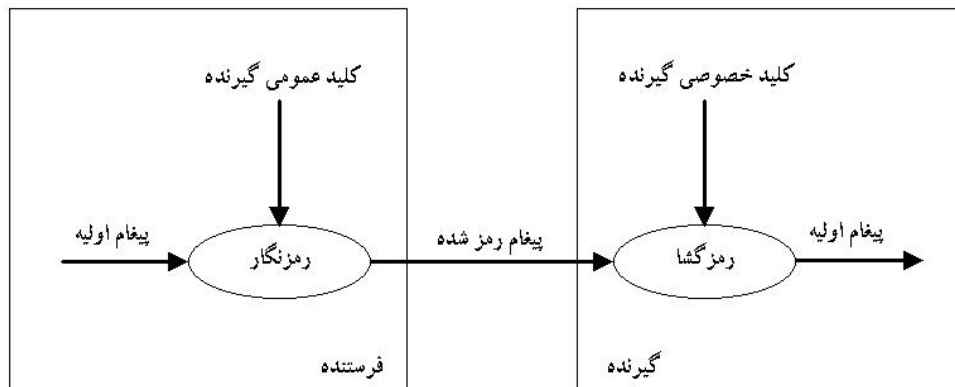 کلید عمومی گیرنده
کلید خصوصی گیرنده
پیغام اولیه
رمزنگار
پیغام رمز شده
رمزگشا
پیغام اولیه
فرستنده
گیرنده